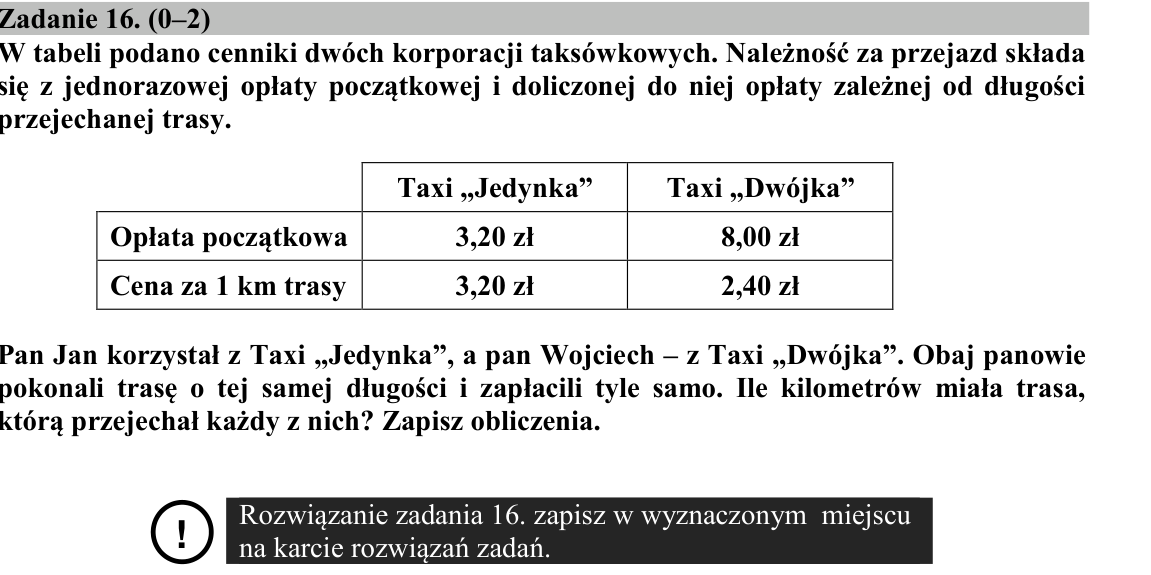 Zadanie 16. (0–2)
W tabeli podano cenniki dwóch korporacji taksówkowych. Należność za przejazd składa
się z jednorazowej opłaty początkowej i doliczonej do niej opłaty zależnej od długości
przejechanej trasy.
Taxi „Jedynka” Taxi „Dwójka”
Opłata początkowa 3,20 zł 8,00 zł
Cena za 1 km trasy 3,20 zł 2,40 zł
Pan Jan korzystał z Taxi „Jedynka”, a pan Wojciech – z Taxi „Dwójka”. Obaj panowie
pokonali trasę o tej samej długości i zapłacili tyle samo. Ile kilometrów miała trasa,
którą przejechał każdy z nich? Zapisz obliczenia.
! Rozwiązanie zadania 16. zapisz w wyznaczonym miejscu
na karcie rozwiązań zadań.